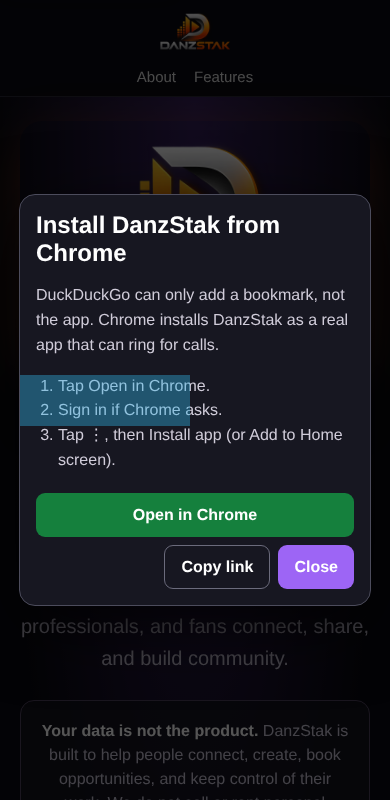 DANZSTAK
About Features
Install DanzStak from
Chrome
DuckDuckGo can only add a bookmark, not
the app. Chrome installs DanzStak as a real
app that can ring for calls.
1. Tap Open in Chrome.
2. Sign in if Chrome asks.
3. Tap ⋮, then Install app (or Add to Home
screen).
Open in Chrome
Copy link Close
professionals, and fans connect, share,
and build community.
Your data is not the product. DanzStak is
built to help people connect, create, book
opportunities, and keep control of their